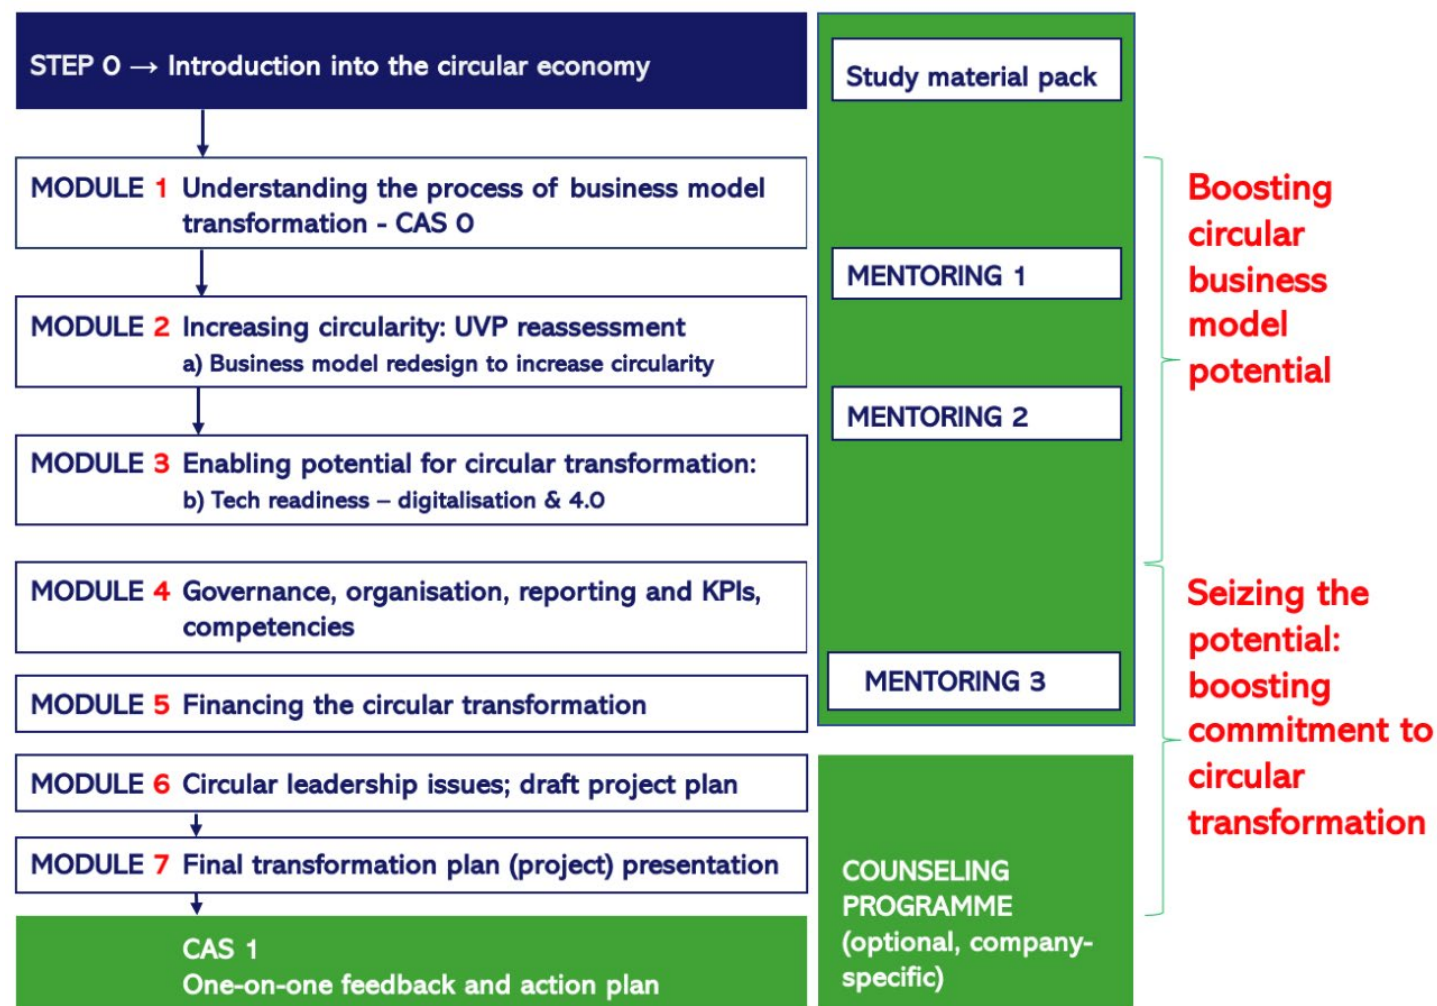 STEP 0 → Introduction into the circular economy
MODULE 1 Understanding the process of business model
transformation - CAS 0
MODULE 2 Increasing circularity: UVP reassessment
a) Business model redesign to increase circularity
MODULE 3 Enabling potential for circular transformation:
b) Tech readiness – digitalisation & 4.0
MODULE 4 Governance, organisation, reporting and KPIs,
competencies
MODULE 5 Financing the circular transformation
MODULE 6 Circular leadership issues; draft project plan
MODULE 7 Final transformation plan (project) presentation
CAS 1
One-on-one feedback and action plan
Study material pack
MENTORING 1
MENTORING 2
MENTORING 3
COUNSELING
PROGRAMME
(optional, company-
specific)
Boosting
circular
business
model
potential
Seizing the
potential:
boosting
commitment to
circular
transformation